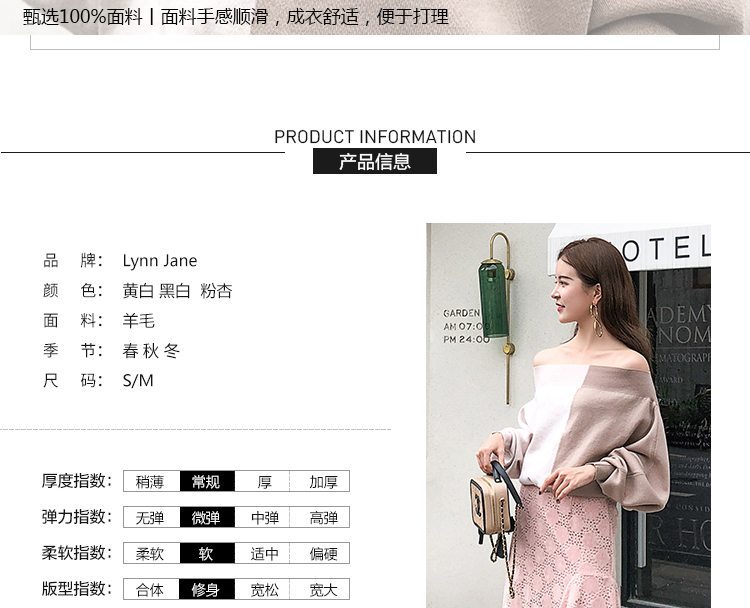 甄选100%面料丨面料手感顺滑，成衣舒适，便于打理
PRODUCT INFORMATION
产品信息
品 牌： Lynn Jane
颜 色： 黄白 黑白 粉杏
面 料： 羊毛
季 节： 春 秋 冬
尺 码： S/M
厚度指数： 稍薄 常规 厚 加厚
弹力指数： 无弹 微弹 中弹 高弹
柔软指数： 柔软 软 适中 偏硬
版型指数： 合体 修身 宽松 宽大
OTEL
GARDEN
AM 07:00
PM 24:00